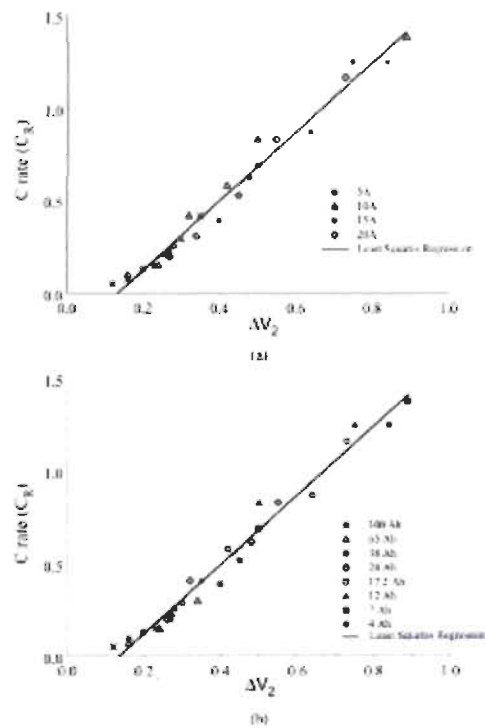 1.5
1.0
0.5
0.0
C rate (C_R)
5A
10A
15A
20A
Least Squares Regression
0.0 0.2 0.4 0.6 0.8 1.0
ΔV₂
(a)
1.5
1.0
0.5
0.0
C rate (C_R)
100 Ah
65 Ah
38 Ah
17.2 Ah
12 Ah
7 Ah
4 Ah
Least Squares Regression
0.0 0.2 0.4 0.6 0.8 1.0
ΔV₂
(b)